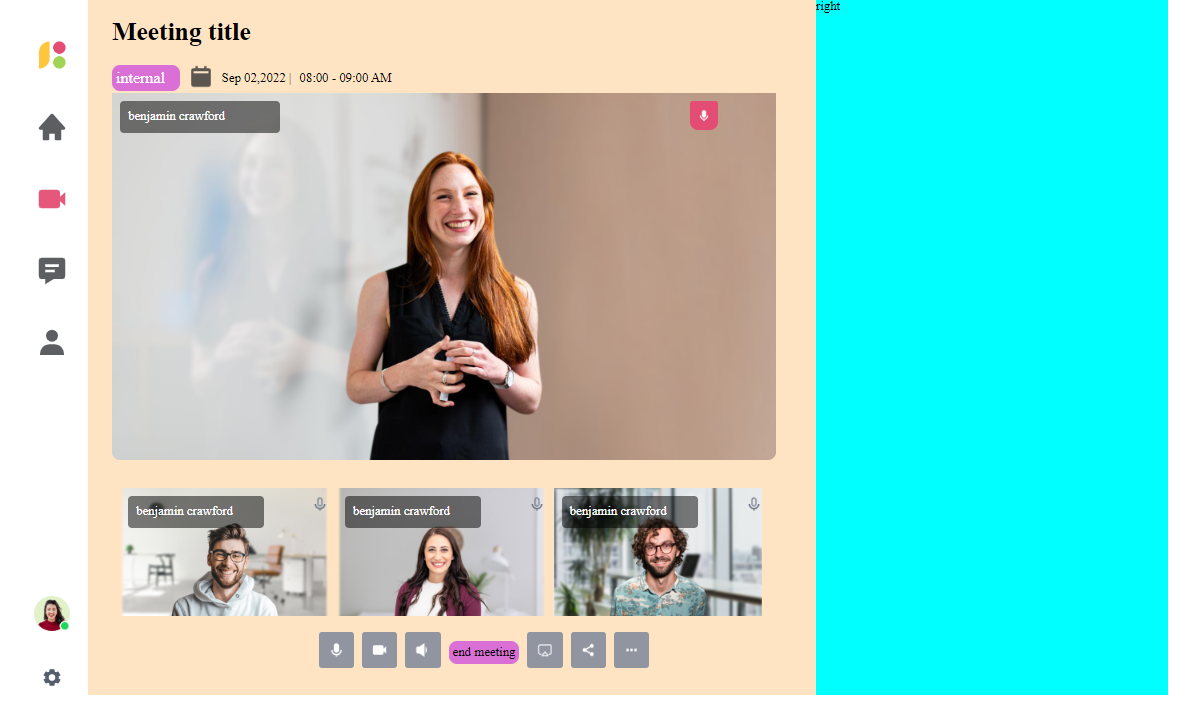 Meeting title
internal
Sep 02,2022 | 08:00 - 09:00 AM
benjamin crawford
benjamin crawford
benjamin crawford
benjamin crawford
end meeting
right